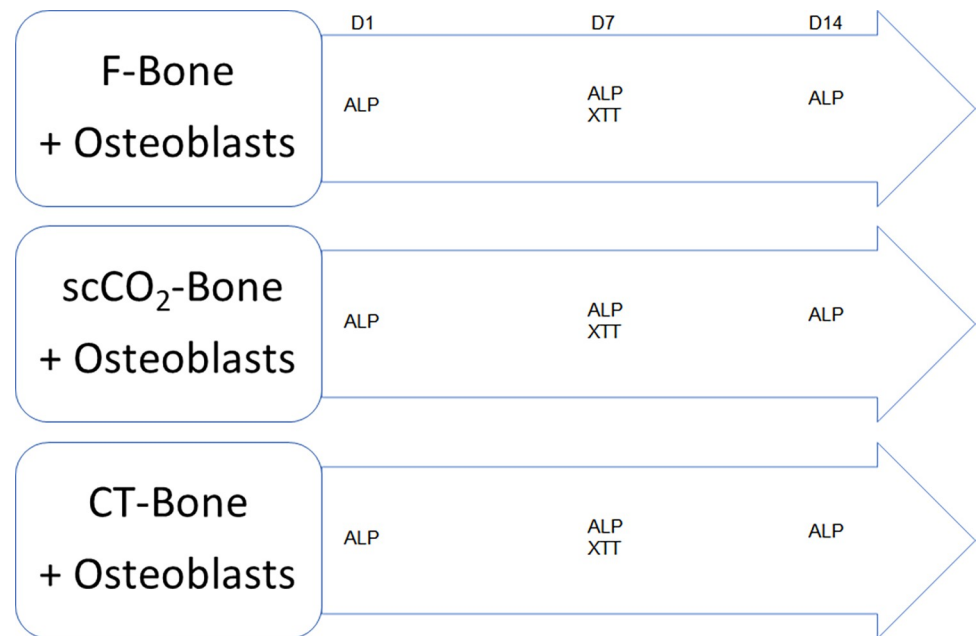 D1 D7 D14
F-Bone
+ Osteoblasts
ALP ALP ALP
XTT
scCO₂-Bone
+ Osteoblasts
ALP ALP ALP
XTT
CT-Bone
+ Osteoblasts
ALP ALP ALP
XTT